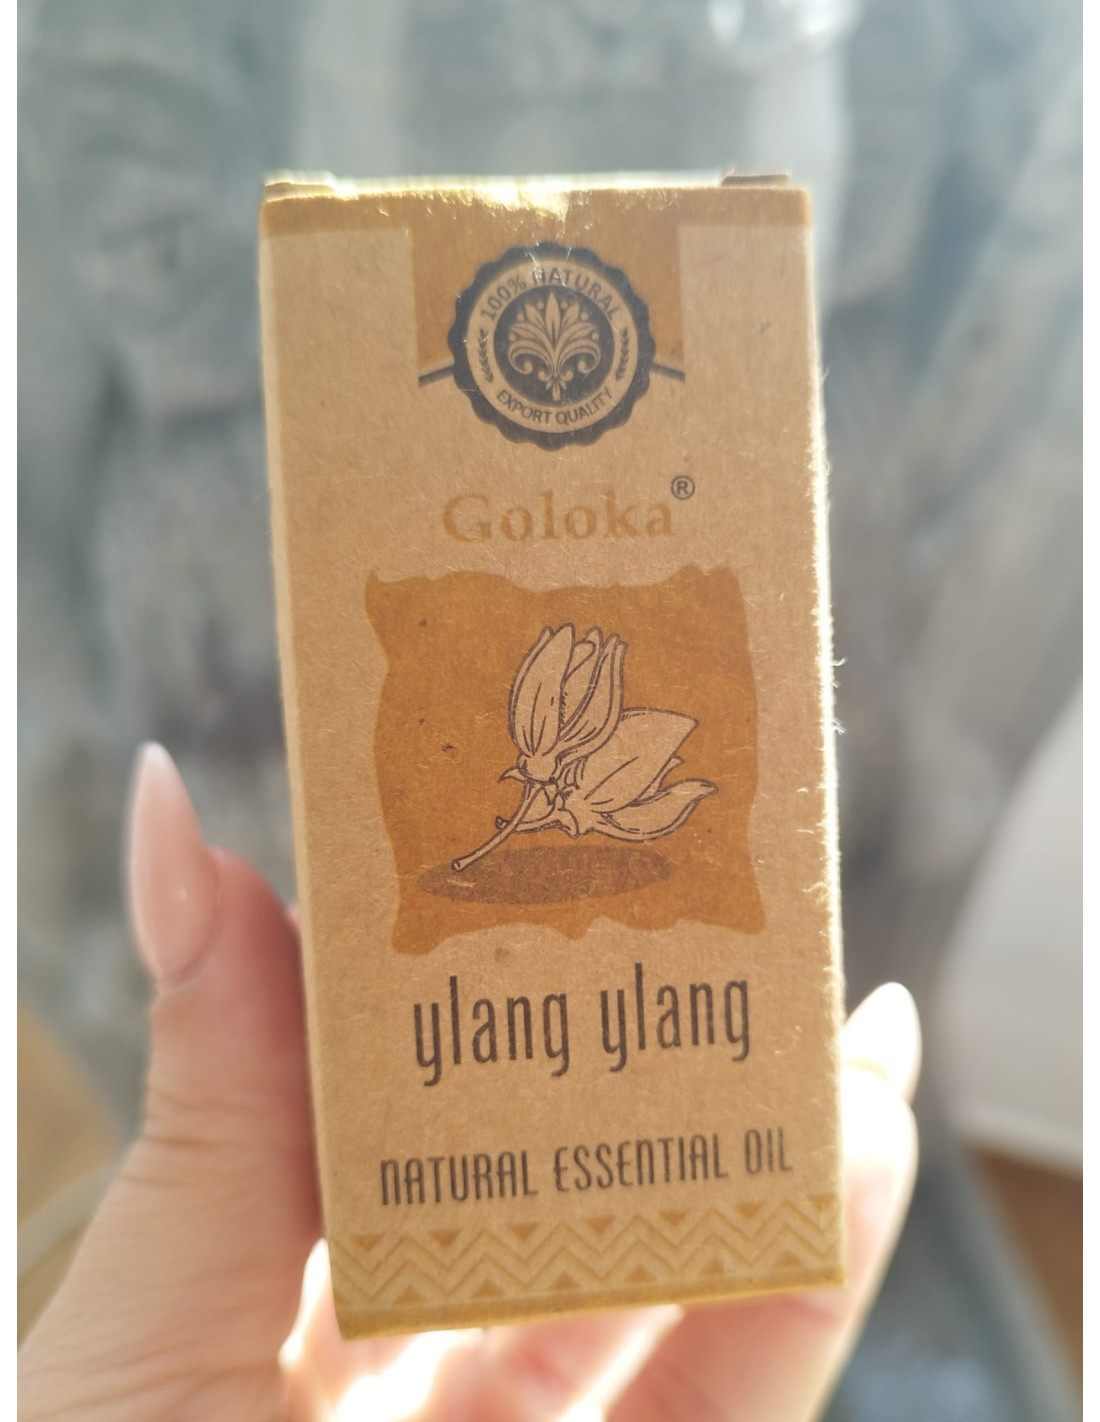 100% NATURAL
EXPORT QUALITY
Goloka®
ylang ylang
NATURAL ESSENTIAL OIL